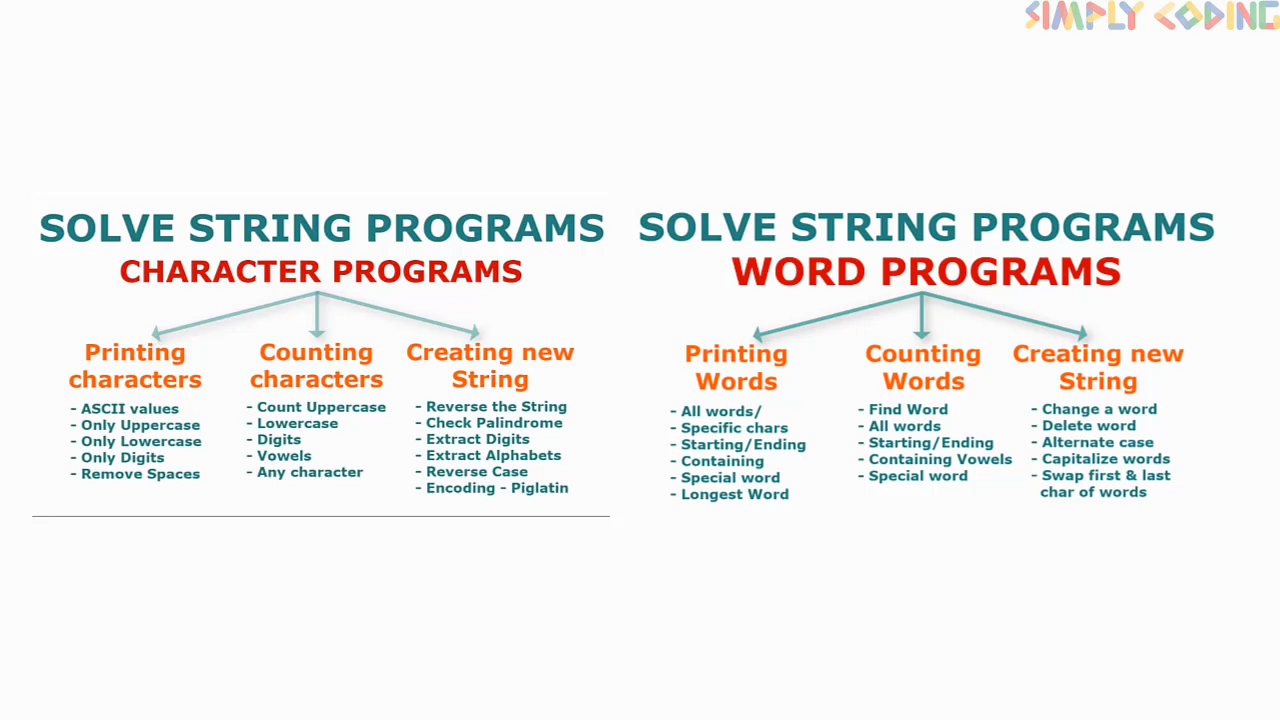 SIMPLY CODING
SOLVE STRING PROGRAMS
CHARACTER PROGRAMS
Printing
characters
- ASCII values
- Only Uppercase
- Only Lowercase
- Only Digits
- Remove Spaces
Counting
characters
- Count Uppercase
- Lowercase
- Digits
- Vowels
- Any character
Creating new
String
- Reverse the String
- Check Palindrome
- Extract Digits
- Extract Alphabets
- Reverse Case
- Encoding - Piglatin
SOLVE STRING PROGRAMS
WORD PROGRAMS
Printing
Words
- All words/
- Specific chars
- Starting/Ending
- Containing
- Special word
- Longest Word
Counting
Words
- Find Word
- All words
- Starting/Ending
- Containing Vowels
- Special word
Creating new
String
- Change a word
- Delete word
- Alternate case
- Capitalize words
- Swap first & last
char of words